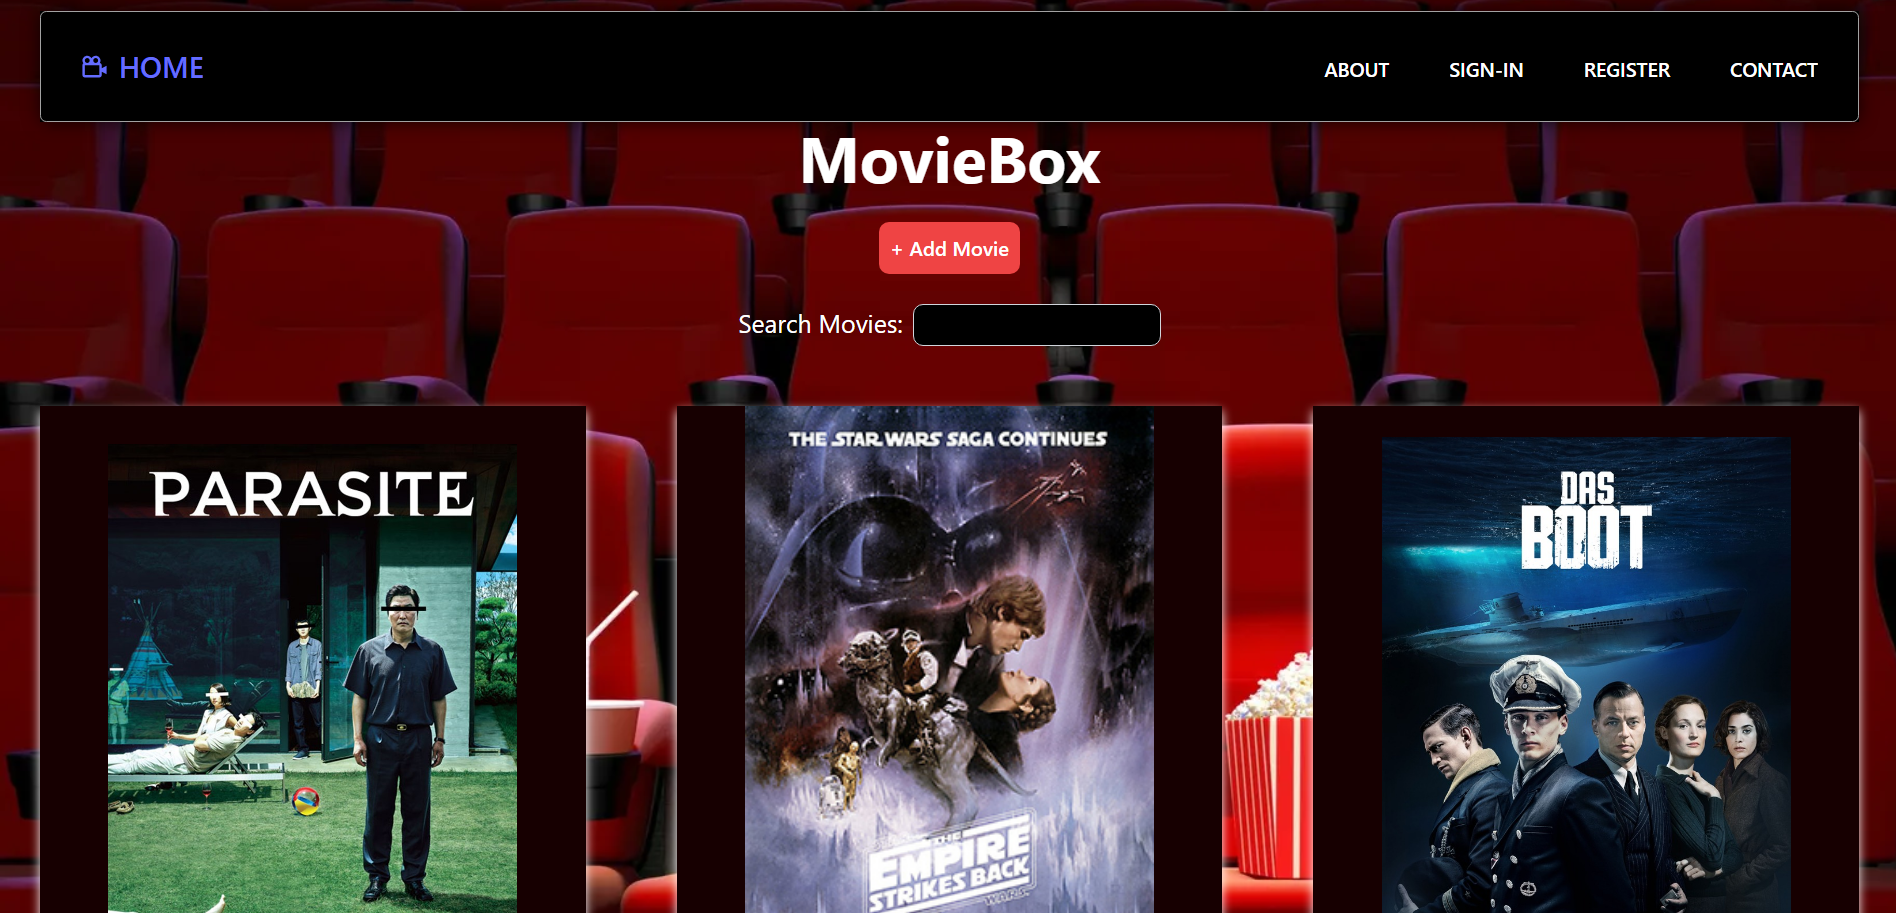 HOME
ABOUT
SIGN-IN
REGISTER
CONTACT
MovieBox
+ Add Movie
Search Movies:
PARASITE
THE STAR WARS SAGA CONTINUES
THE
EMPIRE
STRIKES BACK
WARS
DAS
BOOT